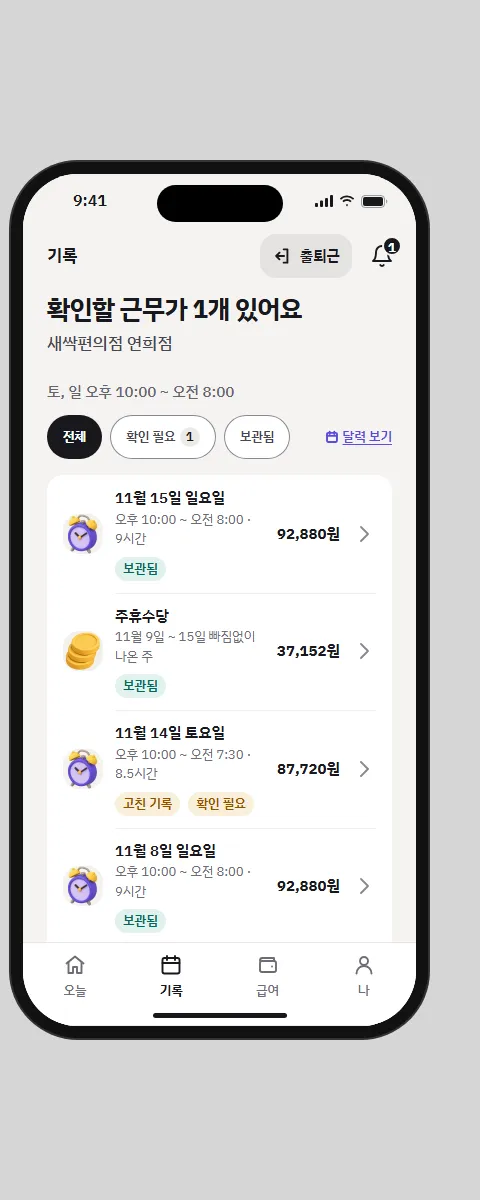 9:41
기록
출퇴근
1
확인할 근무가 1개 있어요
새싹편의점 연희점
토, 일 오후 10:00 ~ 오전 8:00
전체
확인 필요 1
보관됨
달력 보기
11월 15일 일요일
오후 10:00 ~ 오전 8:00 ·
9시간
92,880원
보관됨
주휴수당
11월 9일 ~ 15일 빠짐없이
나온 주
37,152원
보관됨
11월 14일 토요일
오후 10:00 ~ 오전 7:30 ·
8.5시간
87,720원
고친 기록
확인 필요
11월 8일 일요일
오후 10:00 ~ 오전 8:00 ·
9시간
92,880원
보관됨
오늘
기록
급여
나